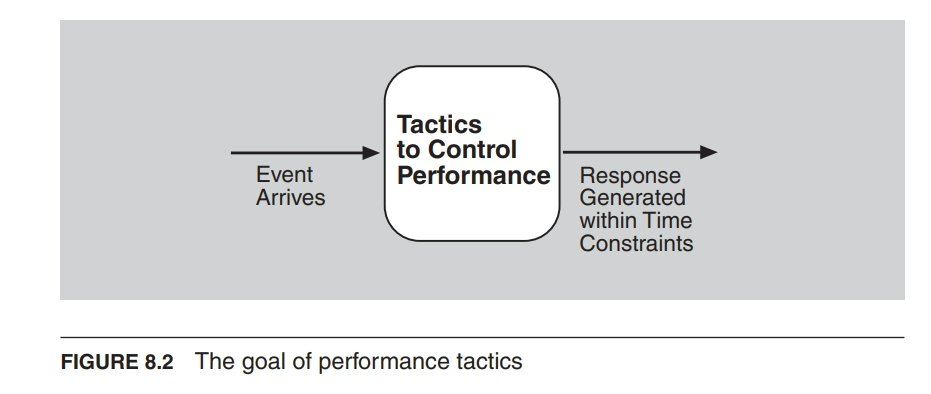 Tactics
to Control
Performance
Event
Arrives
Response
Generated
within Time
Constraints
FIGURE 8.2 The goal of performance tactics